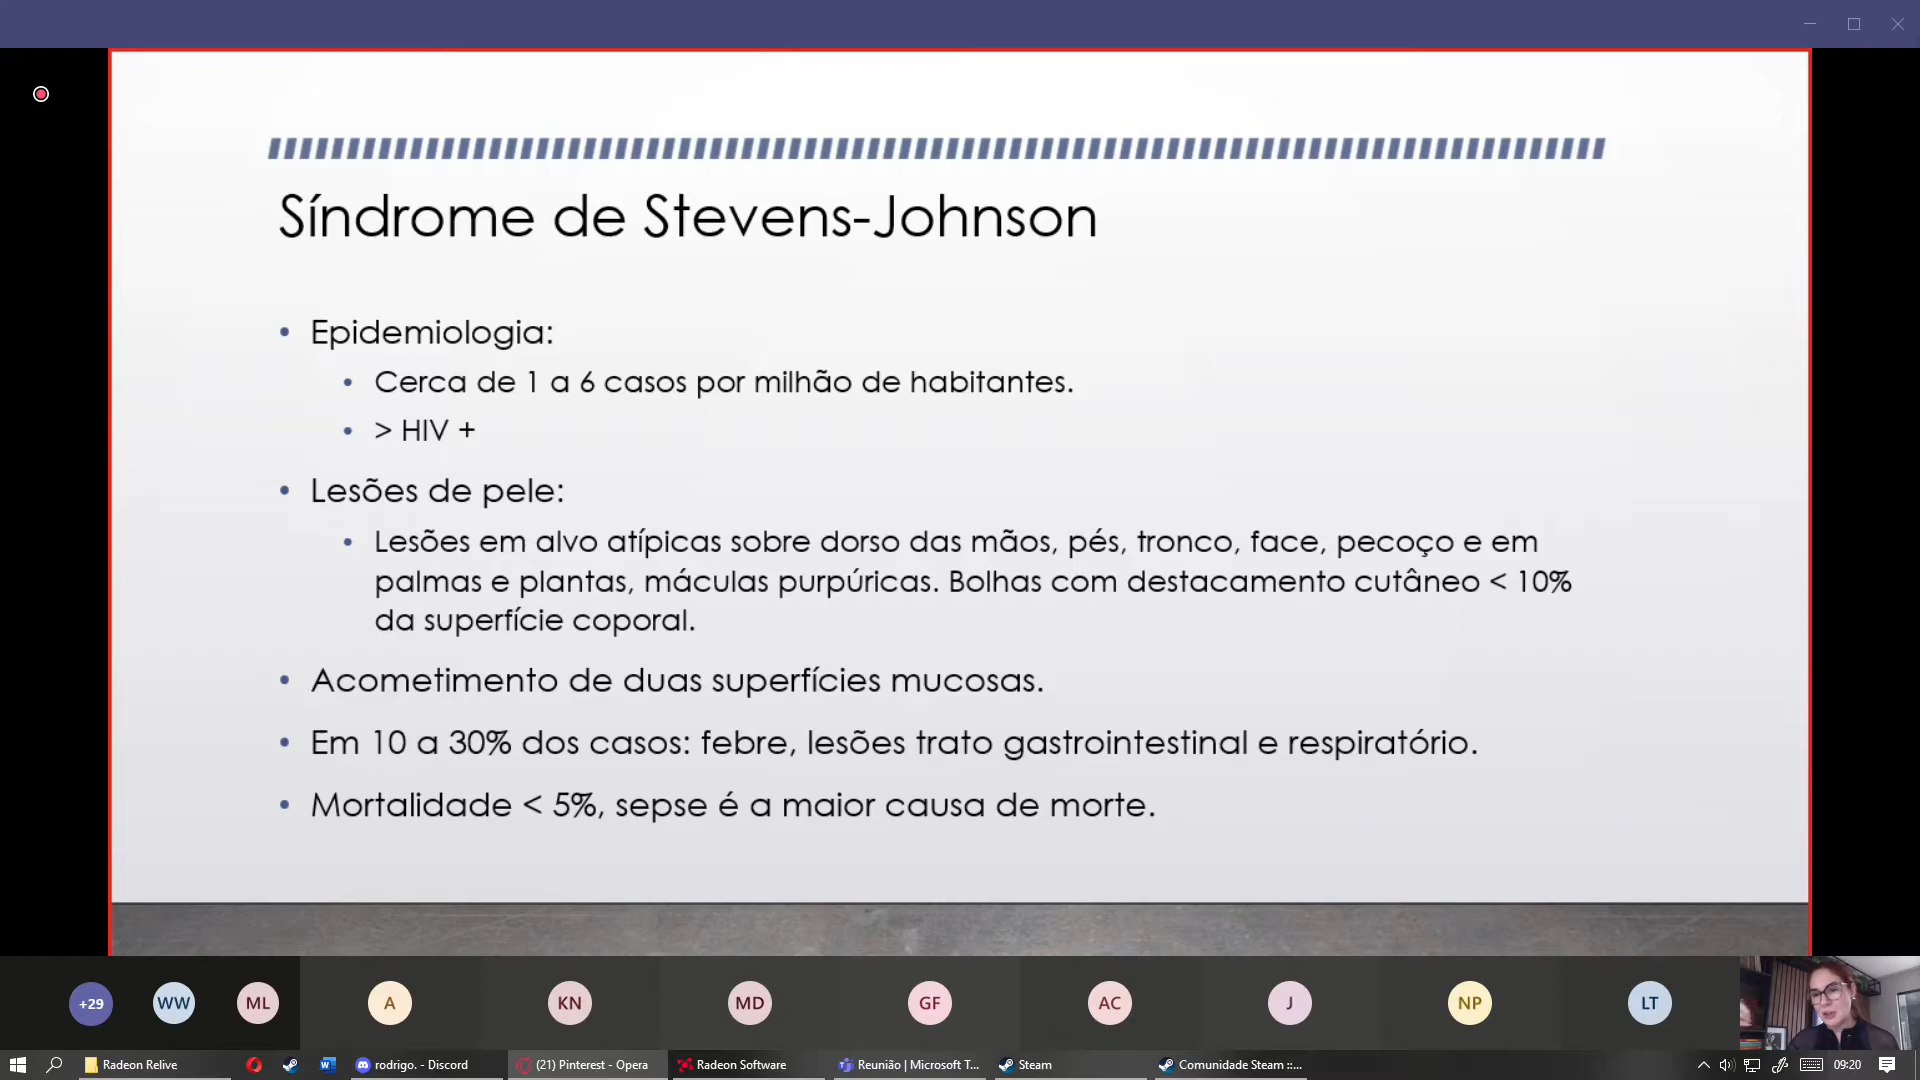 Síndrome de Stevens-Johnson
• Epidemiologia:
• Cerca de 1 a 6 casos por milhão de habitantes.
• > HIV +
• Lesões de pele:
• Lesões em alvo atípicas sobre dorso das mãos, pés, tronco, face, pecoço e em
palmas e plantas, máculas purpúricas. Bolhas com destacamento cutâneo < 10%
da superfície coporal.
• Acometimento de duas superfícies mucosas.
• Em 10 a 30% dos casos: febre, lesões trato gastrointestinal e respiratório.
• Mortalidade < 5%, sepse é a maior causa de morte.
+29 WW ML A KN MD GF AC J NP LT
Radeon Relive rodrigo. - Discord (21) Pinterest - Opera Radeon Software Reunião | Microsoft T... Steam Comunidade Steam ::... 09:20